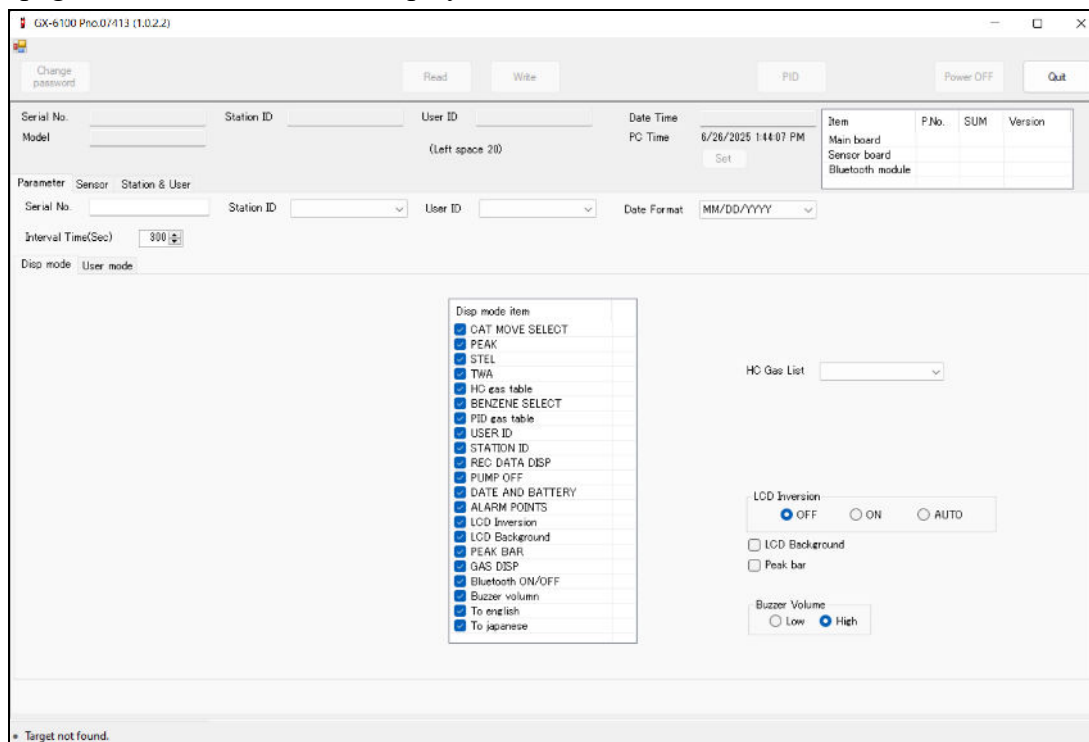 GX-6100 Pno.07413 (1.0.2.2)
Change password
Read
Write
PID
Power OFF
Quit
Serial No.
Station ID
User ID
Date Time
Model
(Left space 20)
PC Time 6/26/2025 1:44:07 PM
Set
Item P.No. SUM Version
Main board
Sensor board
Bluetooth module
Parameter Sensor Station & User
Serial No.
Station ID
User ID
Date Format MM/DD/YYYY
Interval Time(Sec) 300
Disp mode User mode
Disp mode item
CAT MOVE SELECT
PEAK
STEL
TWA
HC gas table
BENZENE SELECT
PID gas table
USER ID
STATION ID
REC DATA DISP
PUMP OFF
DATE AND BATTERY
ALARM POINTS
LCD Inversion
LCD Background
PEAK BAR
GAS DISP
Bluetooth ON/OFF
Buzzer volumn
To english
To japanese
HC Gas List
LCD Inversion
OFF ON AUTO
LCD Background
Peak bar
Buzzer Volume
Low High
Target not found.